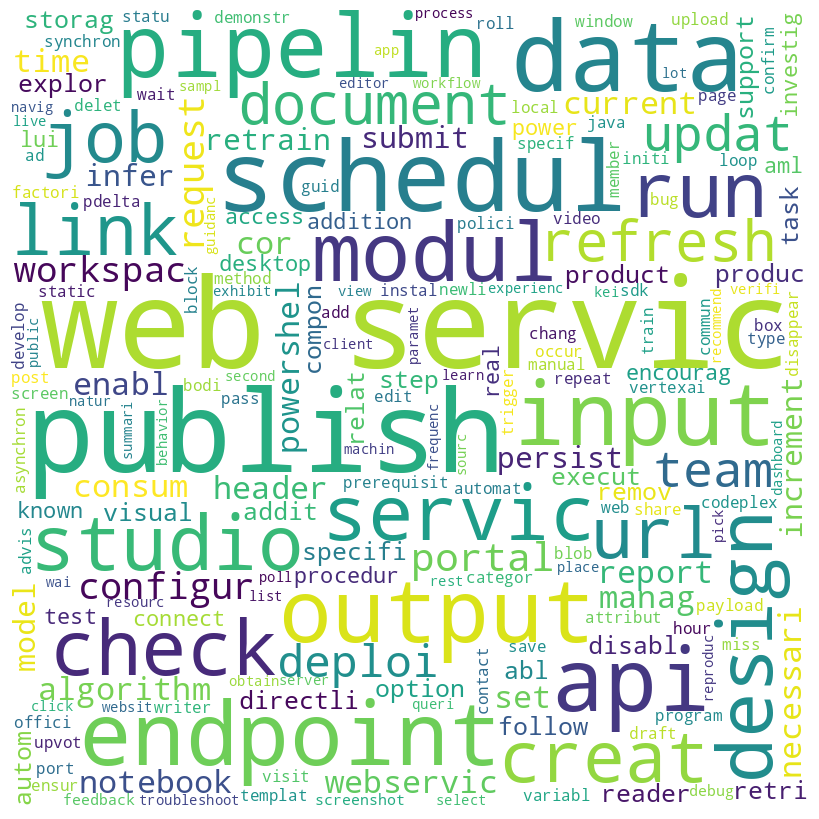 storag
statu
demonstr
process
roll
window
upload
support
confirm
investig
synchron
pipelin
app
data
lot
time
explor
wait
sampl
editor
workflow
document
local
current
page
navig
live
delet
job
request
retrain
submit
power
java
updat
specif
lui
ad
infer
schedul
guid
member
initi
run
loop
aml
bug
task
factori
pdelta
guidanc
access
addition
polici
video
link
cor
modul
refresh
workspac
desktop
method
product
produc
static
block
exhibit
view
instal
newli
experienc
kei
sdk
verifi
develop
public
web servic
powershel
compon
add
client
paramet
chang
real
box
type
train
commun
recommend
disappear
occur
manual
post
enabl
natur
screen
bodi
second
relat
step
edit
pass
learn
trigger
repeat
encourag
vertexai
increment
asynchron
summari
behavior
publish
machin
frequenc
sourc
input
persist
team
dashboard
consum
header
prerequisit
automat
execut
remov
web
share
codeplex
pick
known
visual
addit
servic
url
design
advis
studio
specifi
portal
blob
report
wai
configur
poll
procedur
rest
categor
place
manag
payload
list
resourc
output
attribut
hour
model
test
connect
check
deploi
disabl
miss
reproduc
necessari
algorithm
obtain
server
option
save
abl
api
click
websit
writer
directli
queri
contact
set
program
offici
upvot
endpoint
follow
draft
autom
port
ensur
notebook
visit
webservic
creat
reader
debug
retri
feedback
troubleshoot
templat
screenshot
select
variabl